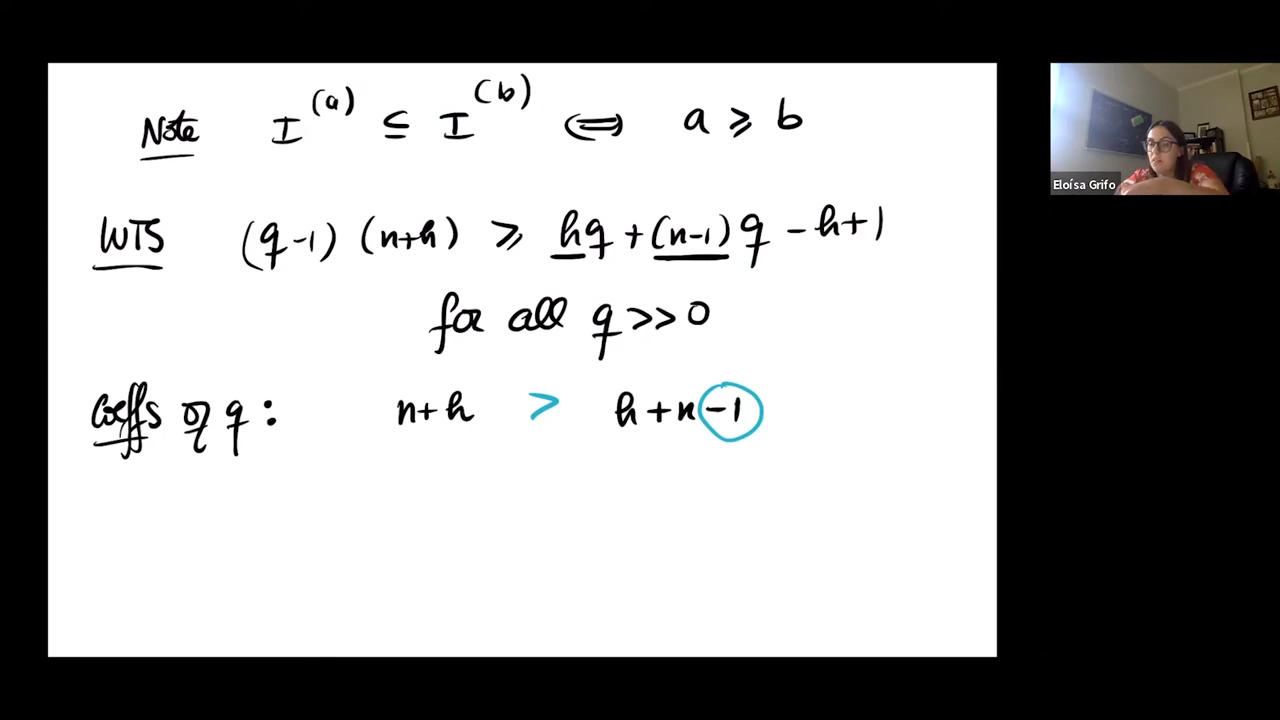 Note I^(a) ⊆ I^(b) ⟺ a ⩾ b
WTS (q-1) (n+h) ⩾ hq + (n-1)q - h+1
for all q >> 0
Coeffs of q: n+h > h+n-1
Eloísa Grifo